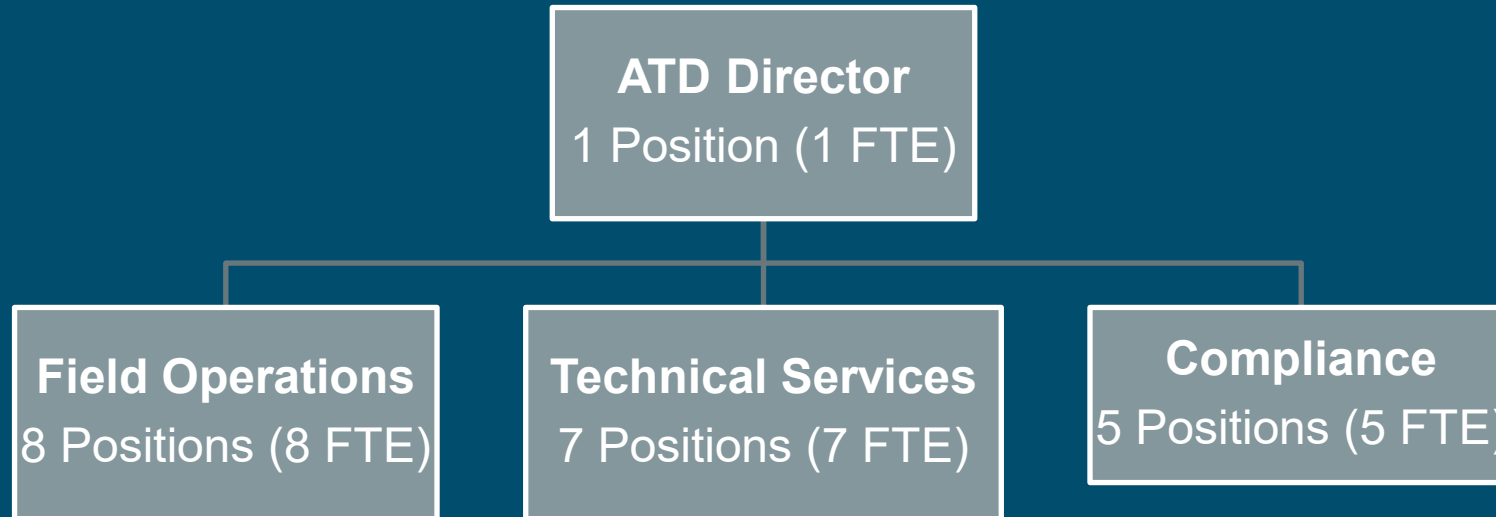 ATD Director
1 Position (1 FTE)
Field Operations
8 Positions (8 FTE)
Technical Services
7 Positions (7 FTE)
Compliance
5 Positions (5 FTE)